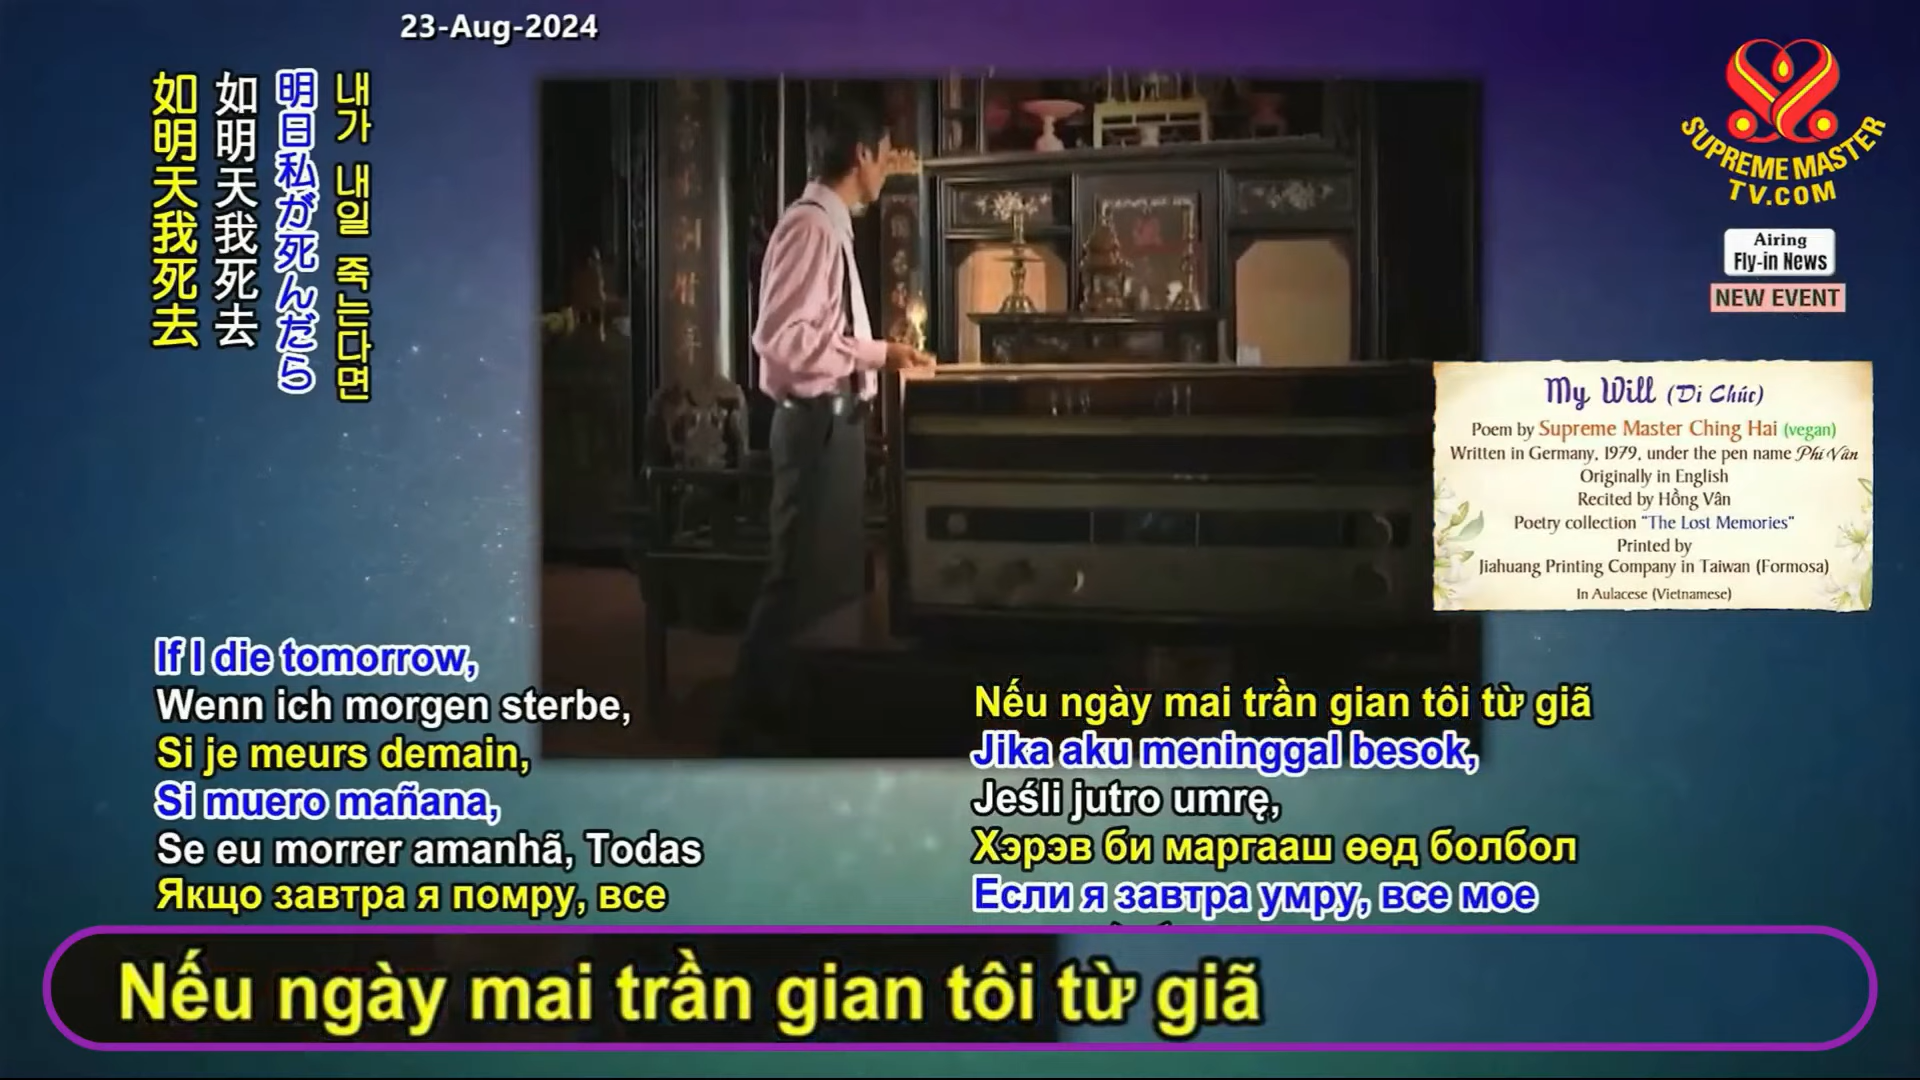 23-Aug-2024
내가 내일 죽는다면
明日私が死んだら
如明天我死去
如明天我死去
SUPREME MASTER
TV.COM
Airing
Fly-in News
NEW EVENT
My Will (Di Chúc)
Poem by Supreme Master Ching Hai (vegan)
Written in Germany, 1979, under the pen name Phi Vân
Originally in English
Recited by Hồng Vân
Poetry collection "The Lost Memories"
Printed by
Jiahuang Printing Company in Taiwan (Formosa)
In Aulacese (Vietnamese)
If I die tomorrow,
Wenn ich morgen sterbe,
Si je meurs demain,
Si muero mañana,
Se eu morrer amanhã, Todas
Якщо завтра я помру, все
Nếu ngày mai trần gian tôi từ giã
Jika aku meninggal besok,
Jeśli jutro umrę,
Хэрэв би маргааш өөд болбол
Если я завтра умру, все мое
Nếu ngày mai trần gian tôi từ giã